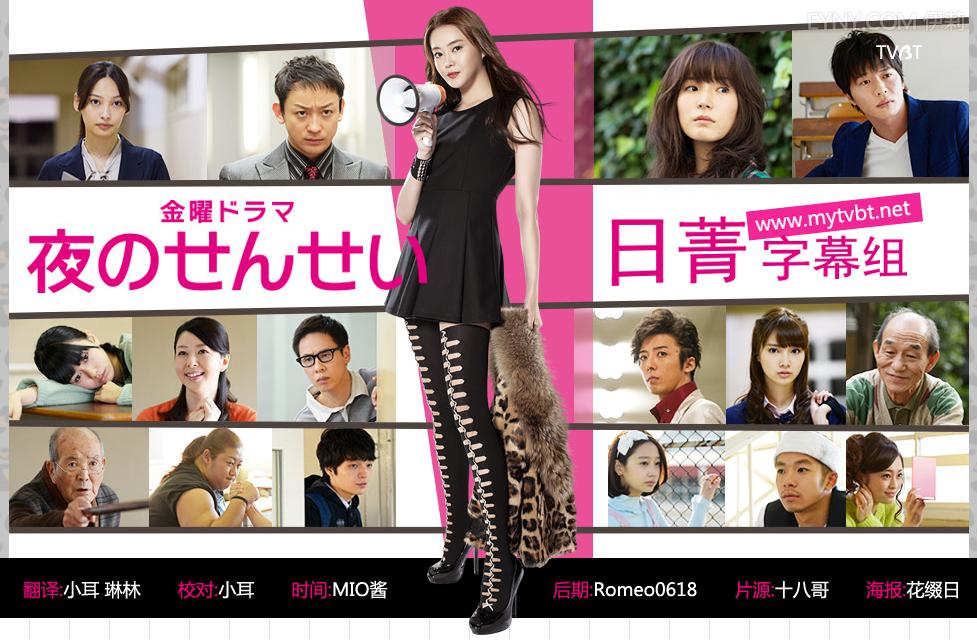 EYNY.COM 伊莉
TVBT
金曜ドラマ
夜のせんせい
www.mytvbt.net
日菁
字幕组
翻译:小耳 琳林
校对:小耳
时间:MIO酱
后期:Romeo0618
片源:十八哥
海报:花缀日